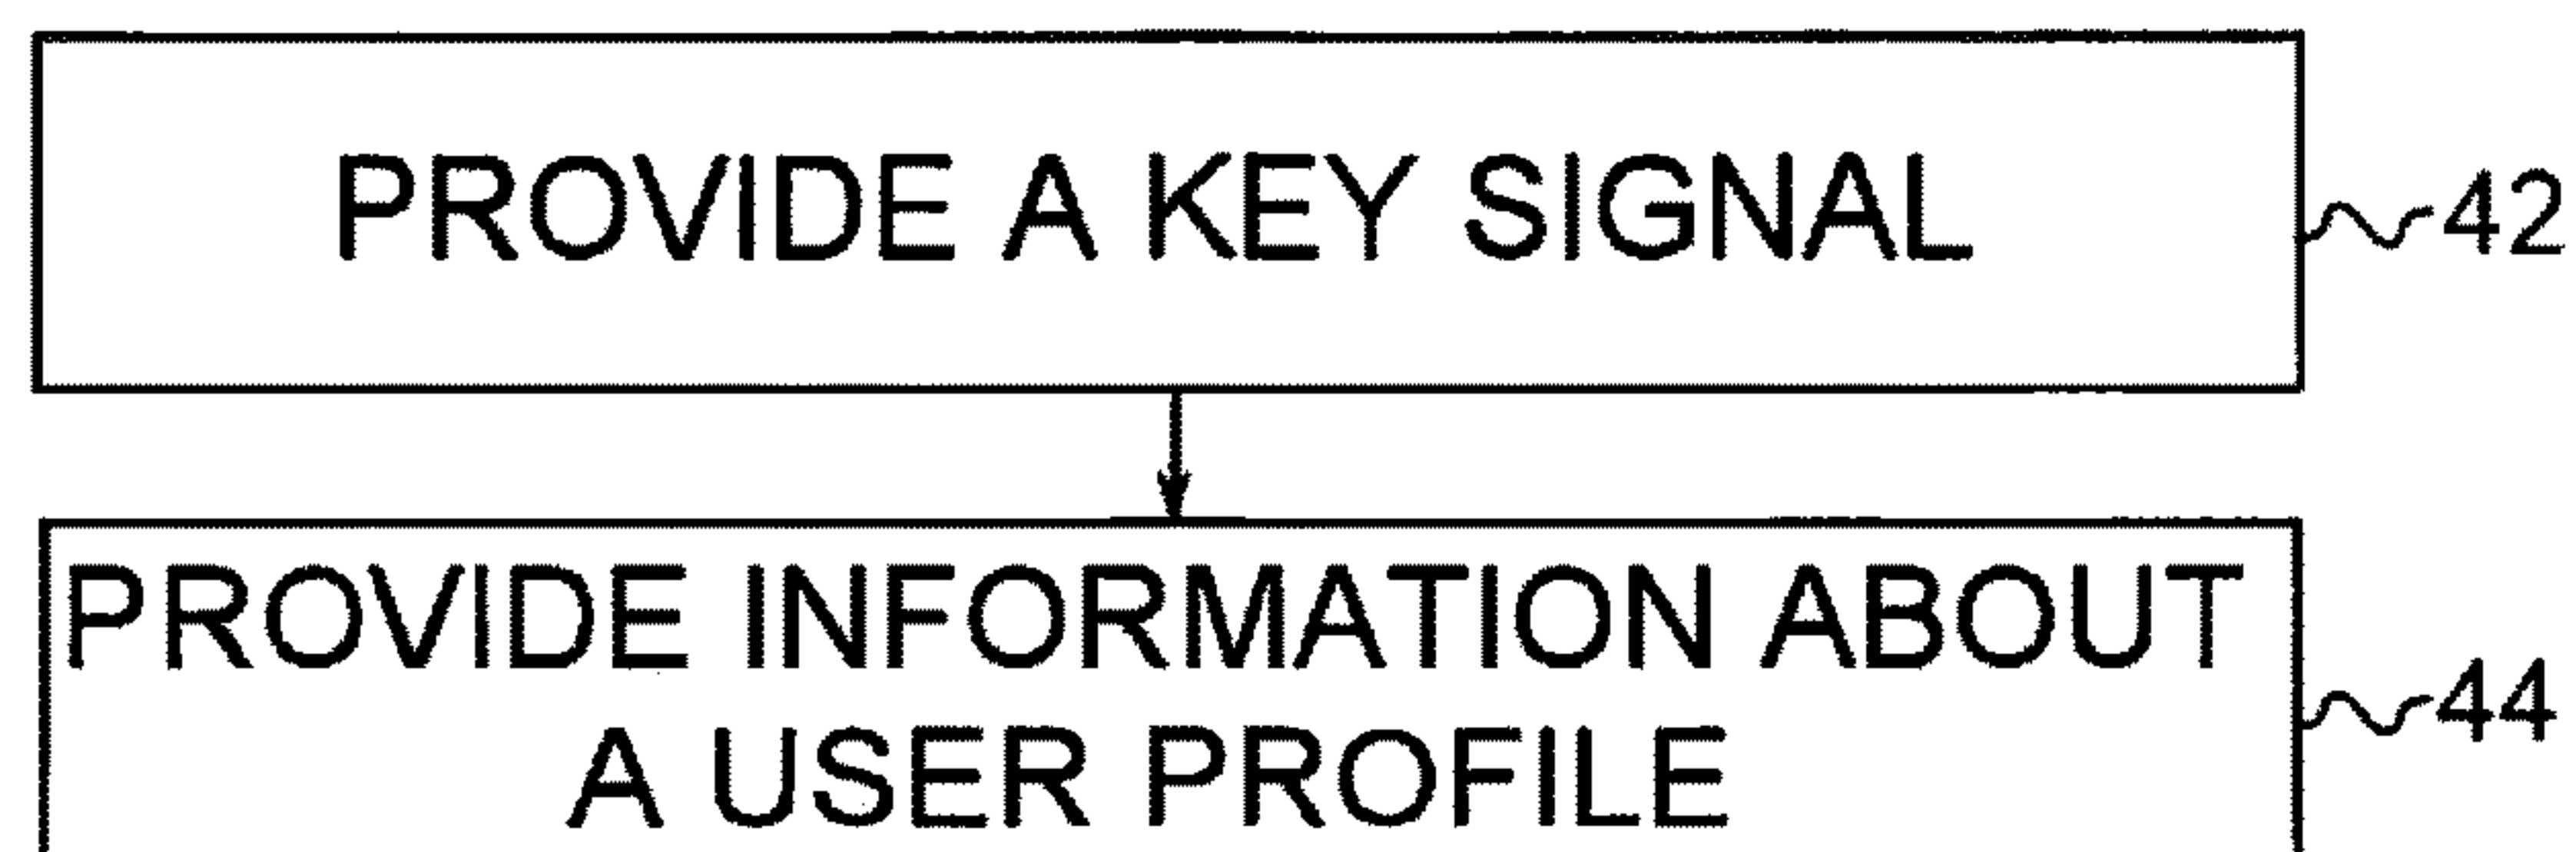 PROVIDE A KEY SIGNAL
42
PROVIDE INFORMATION ABOUT
A USER PROFILE
44